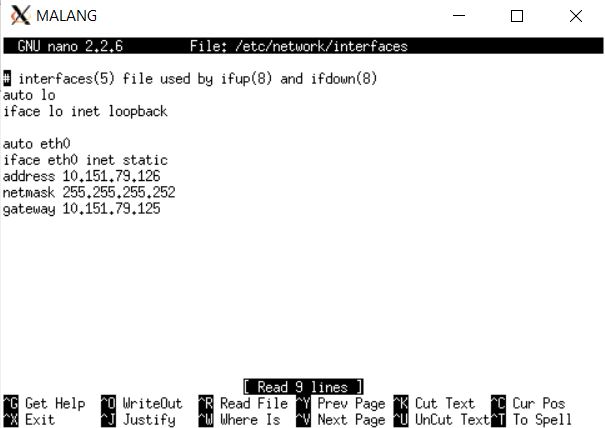 MALANG
GNU nano 2.2.6 File: /etc/network/interfaces
# interfaces(5) file used by ifup(8) and ifdown(8)
auto lo
iface lo inet loopback
auto eth0
iface eth0 inet static
address 10.151.79.126
netmask 255.255.255.252
gateway 10.151.79.125
[ Read 9 lines ]
^G Get Help ^O WriteOut ^R Read File ^Y Prev Page ^K Cut Text ^C Cur Pos
^X Exit ^J Justify ^W Where Is ^V Next Page ^U UnCut Text^T To Spell